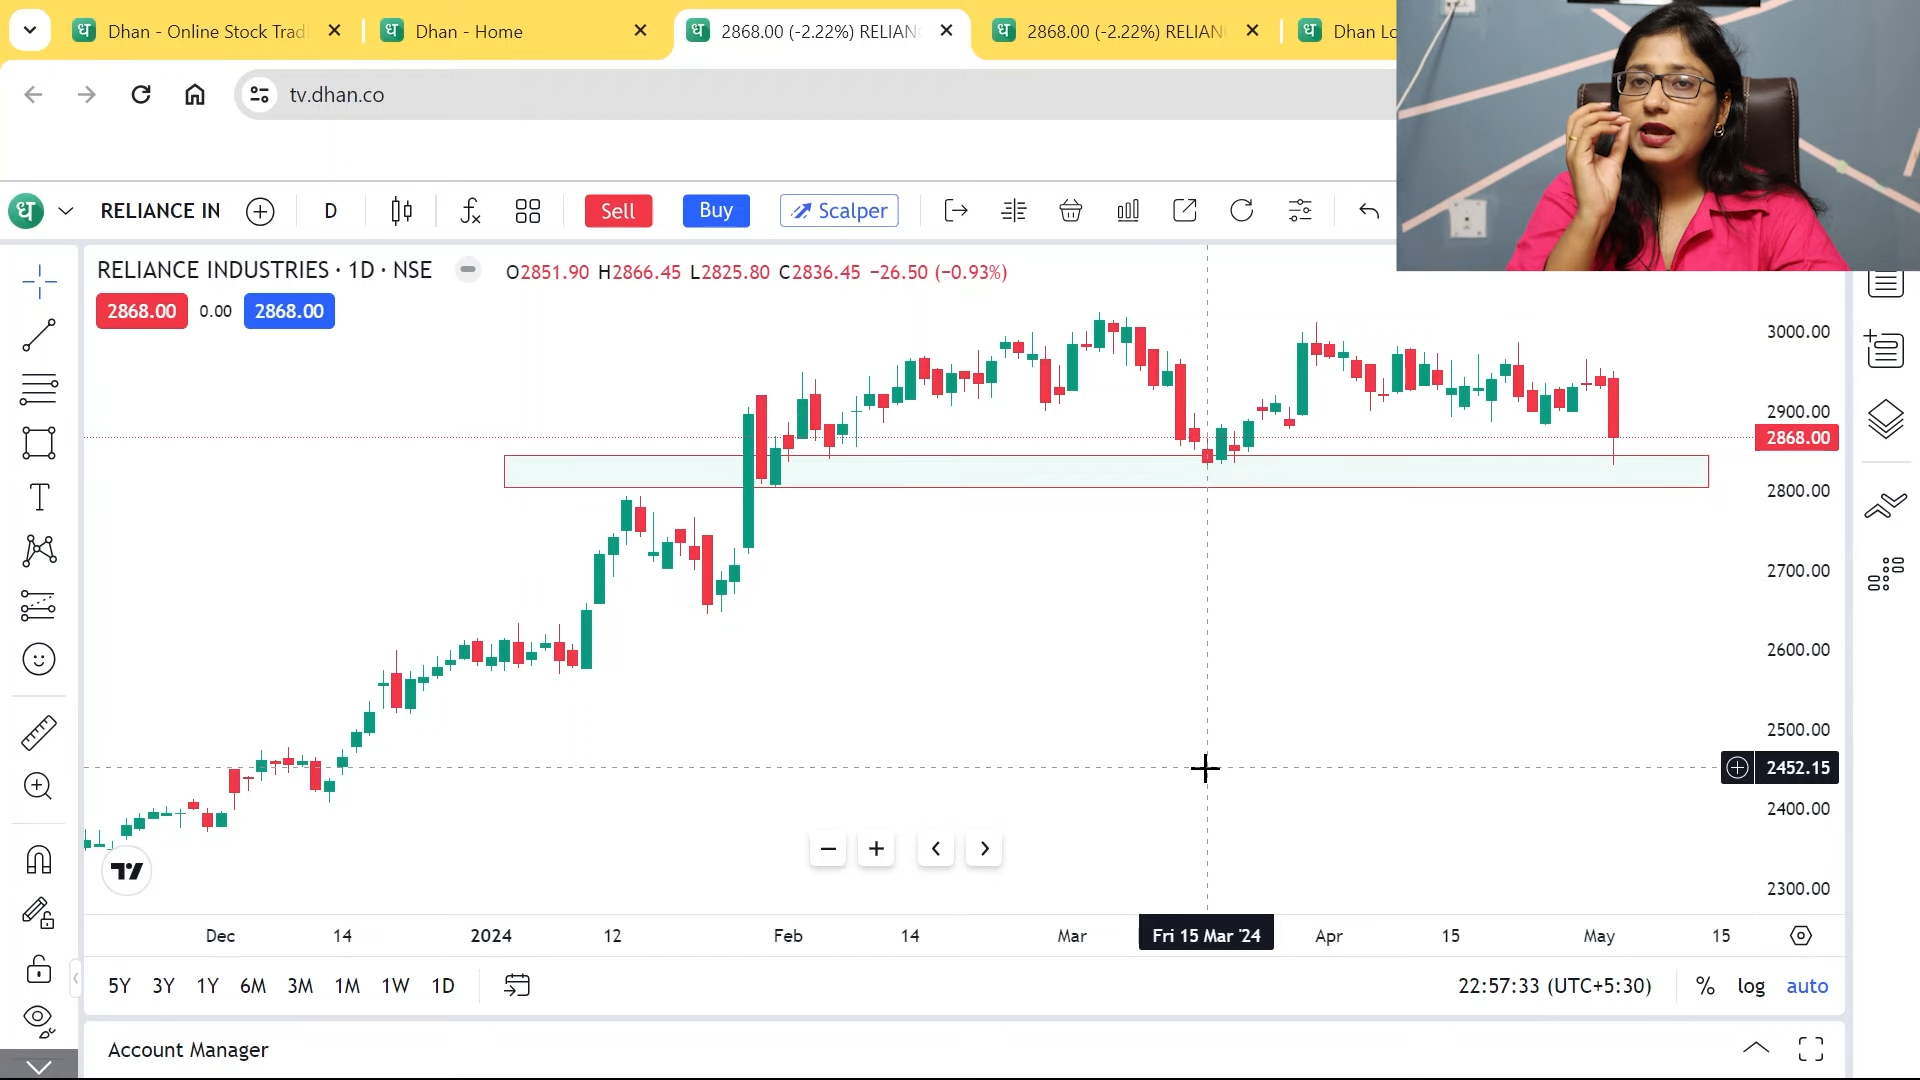 Dhan - Online Stock Trad
Dhan - Home
2868.00 (-2.22%) RELIAN
2868.00 (-2.22%) RELIAN
Dhan Lo
tv.dhan.co
ध
RELIANCE IN
D
Sell
Buy
Scalper
RELIANCE INDUSTRIES · 1D · NSE
O2851.90 H2866.45 L2825.80 C2836.45 −26.50 (−0.93%)
2868.00
0.00
2868.00
3000.00
2900.00
2868.00
2800.00
2700.00
2600.00
2500.00
2452.15
2400.00
2300.00
Dec
14
2024
12
Feb
14
Mar
Fri 15 Mar '24
Apr
15
May
15
5Y 3Y 1Y 6M 3M 1M 1W 1D
22:57:33 (UTC+5:30)
%
log
auto
Account Manager